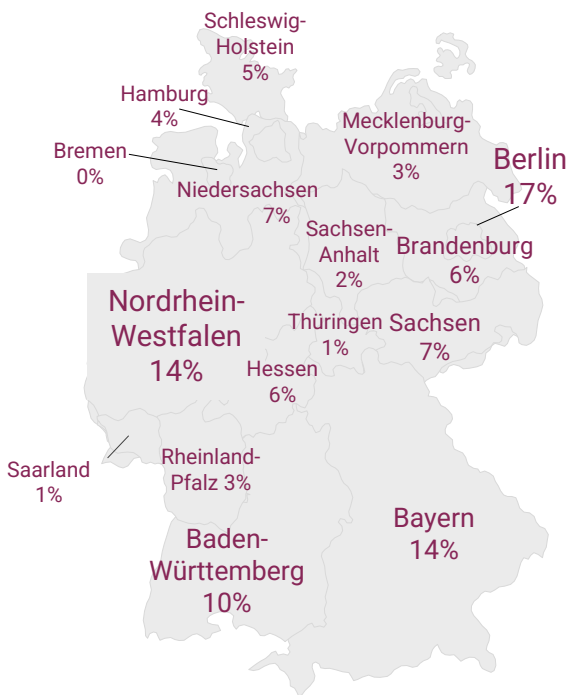 Schleswig-
Holstein
5%
Hamburg
4%
Mecklenburg-
Vorpommern
3%
Bremen
0%
Berlin
17%
Niedersachsen
7%
Sachsen-
Anhalt
2%
Brandenburg
6%
Nordrhein-
Westfalen
14%
Thüringen
1%
Sachsen
7%
Hessen
6%
Saarland
1%
Rheinland-
Pfalz 3%
Bayern
14%
Baden-
Württemberg
10%